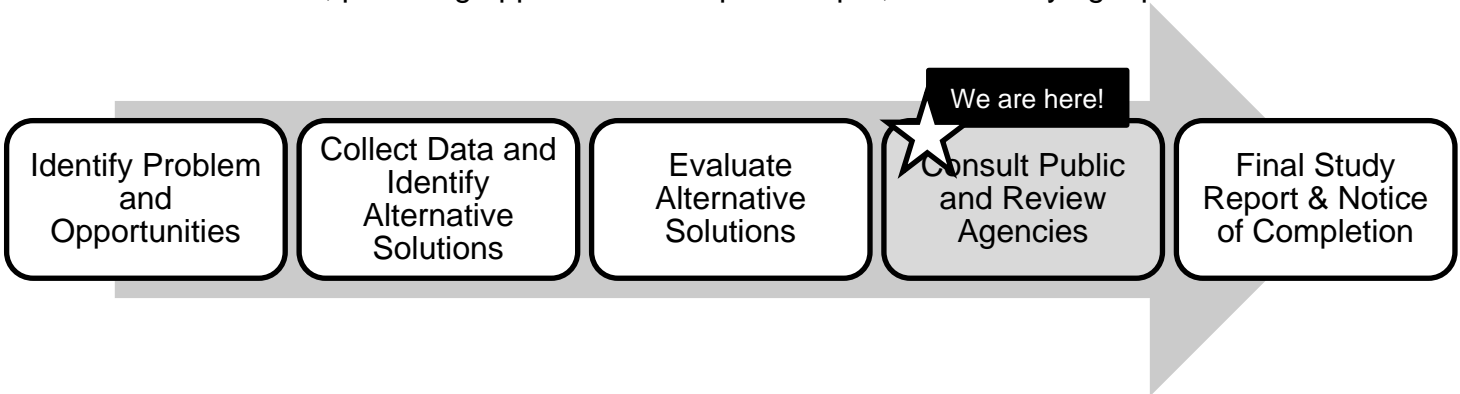 We are here!
Identify Problem
and
Opportunities
Collect Data and
Identify
Alternative
Solutions
Evaluate
Alternative
Solutions
Consult Public
and Review
Agencies
Final Study
Report & Notice
of Completion